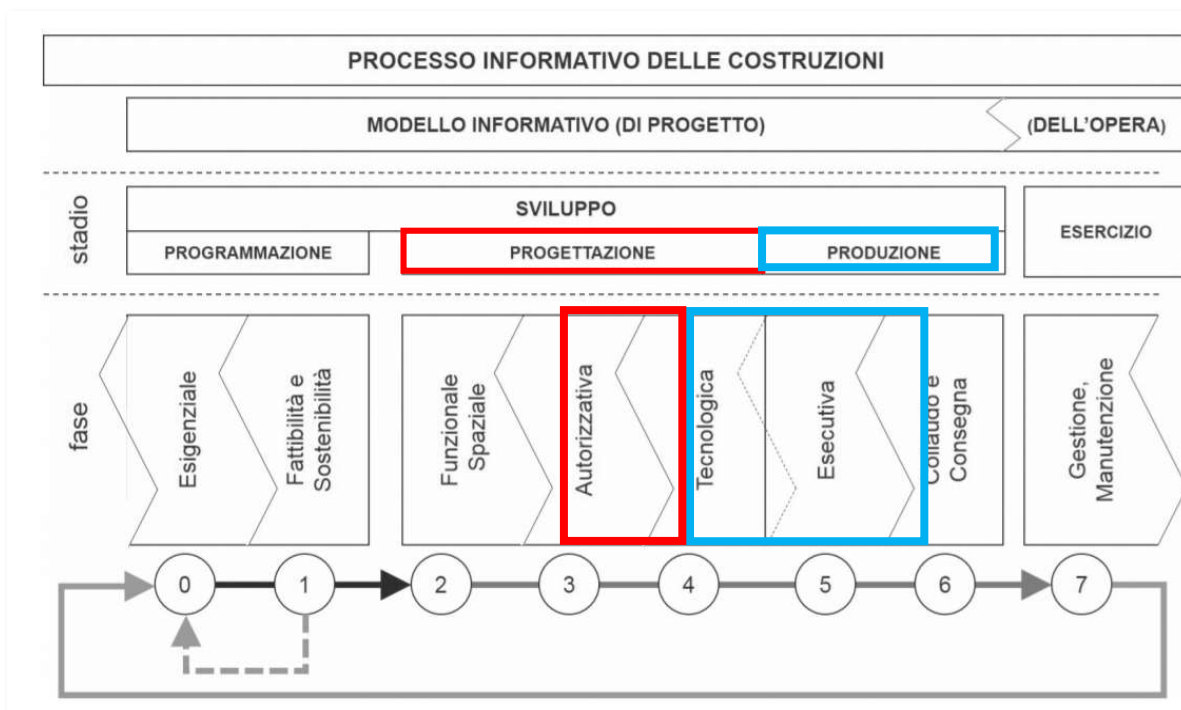 PROCESSO INFORMATIVO DELLE COSTRUZIONI
MODELLO INFORMATIVO (DI PROGETTO)
(DELL'OPERA)
stadio
SVILUPPO
ESERCIZIO
PROGRAMMAZIONE
PROGETTAZIONE
PRODUZIONE
fase
Esigenziale
Fattibilità e
Sostenibilità
Funzionale
Spaziale
Autorizzativa
Tecnologica
Esecutiva
Collaudo e
Consegna
Gestione,
Manutenzione
0
1
2
3
4
5
6
7